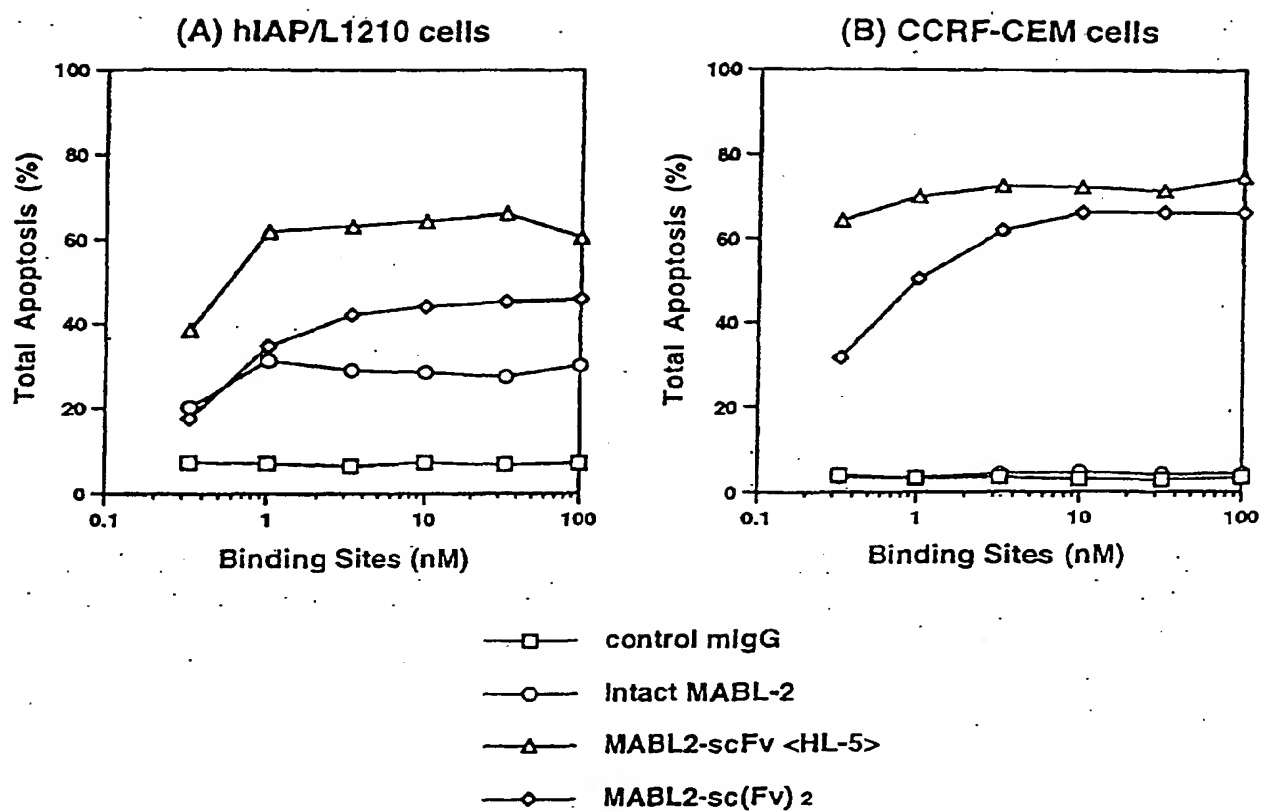 (A) hIAP/L1210 cells
100
80
60
40
20
0
0.1
1
10
100
Total Apoptosis (%)
Binding Sites (nM)
(B) CCRF-CEM cells
100
80
60
40
20
0
0.1
1
10
100
Total Apoptosis (%)
Binding Sites (nM)
control mIgG
Intact MABL-2
MABL2-scFv <HL-5>
MABL2-sc(Fv) 2